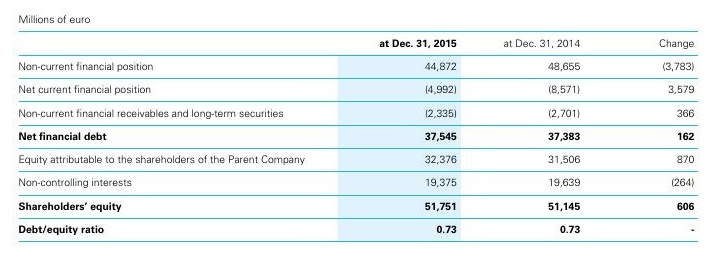 Millions of euro
at Dec. 31, 2015 at Dec. 31, 2014 Change
Non-current financial position 44,872 48,655 (3,783)
Net current financial position (4,992) (8,571) 3,579
Non-current financial receivables and long-term securities (2,335) (2,701) 366
Net financial debt 37,545 37,383 162
Equity attributable to the shareholders of the Parent Company 32,376 31,506 870
Non-controlling interests 19,375 19,639 (264)
Shareholders' equity 51,751 51,145 606
Debt/equity ratio 0.73 0.73 -